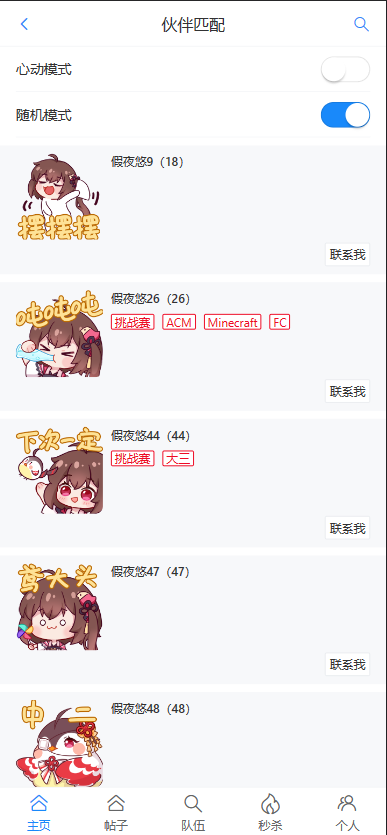 伙伴匹配
心动模式
随机模式
假夜悠9（18）
摆摆摆
联系我
假夜悠26（26）
吨吨吨
挑战赛 ACM Minecraft FC
联系我
假夜悠44（44）
下次一定
挑战赛 大三
联系我
假夜悠47（47）
鸢大头
联系我
假夜悠48（48）
中二
主页 帖子 队伍 秒杀 个人